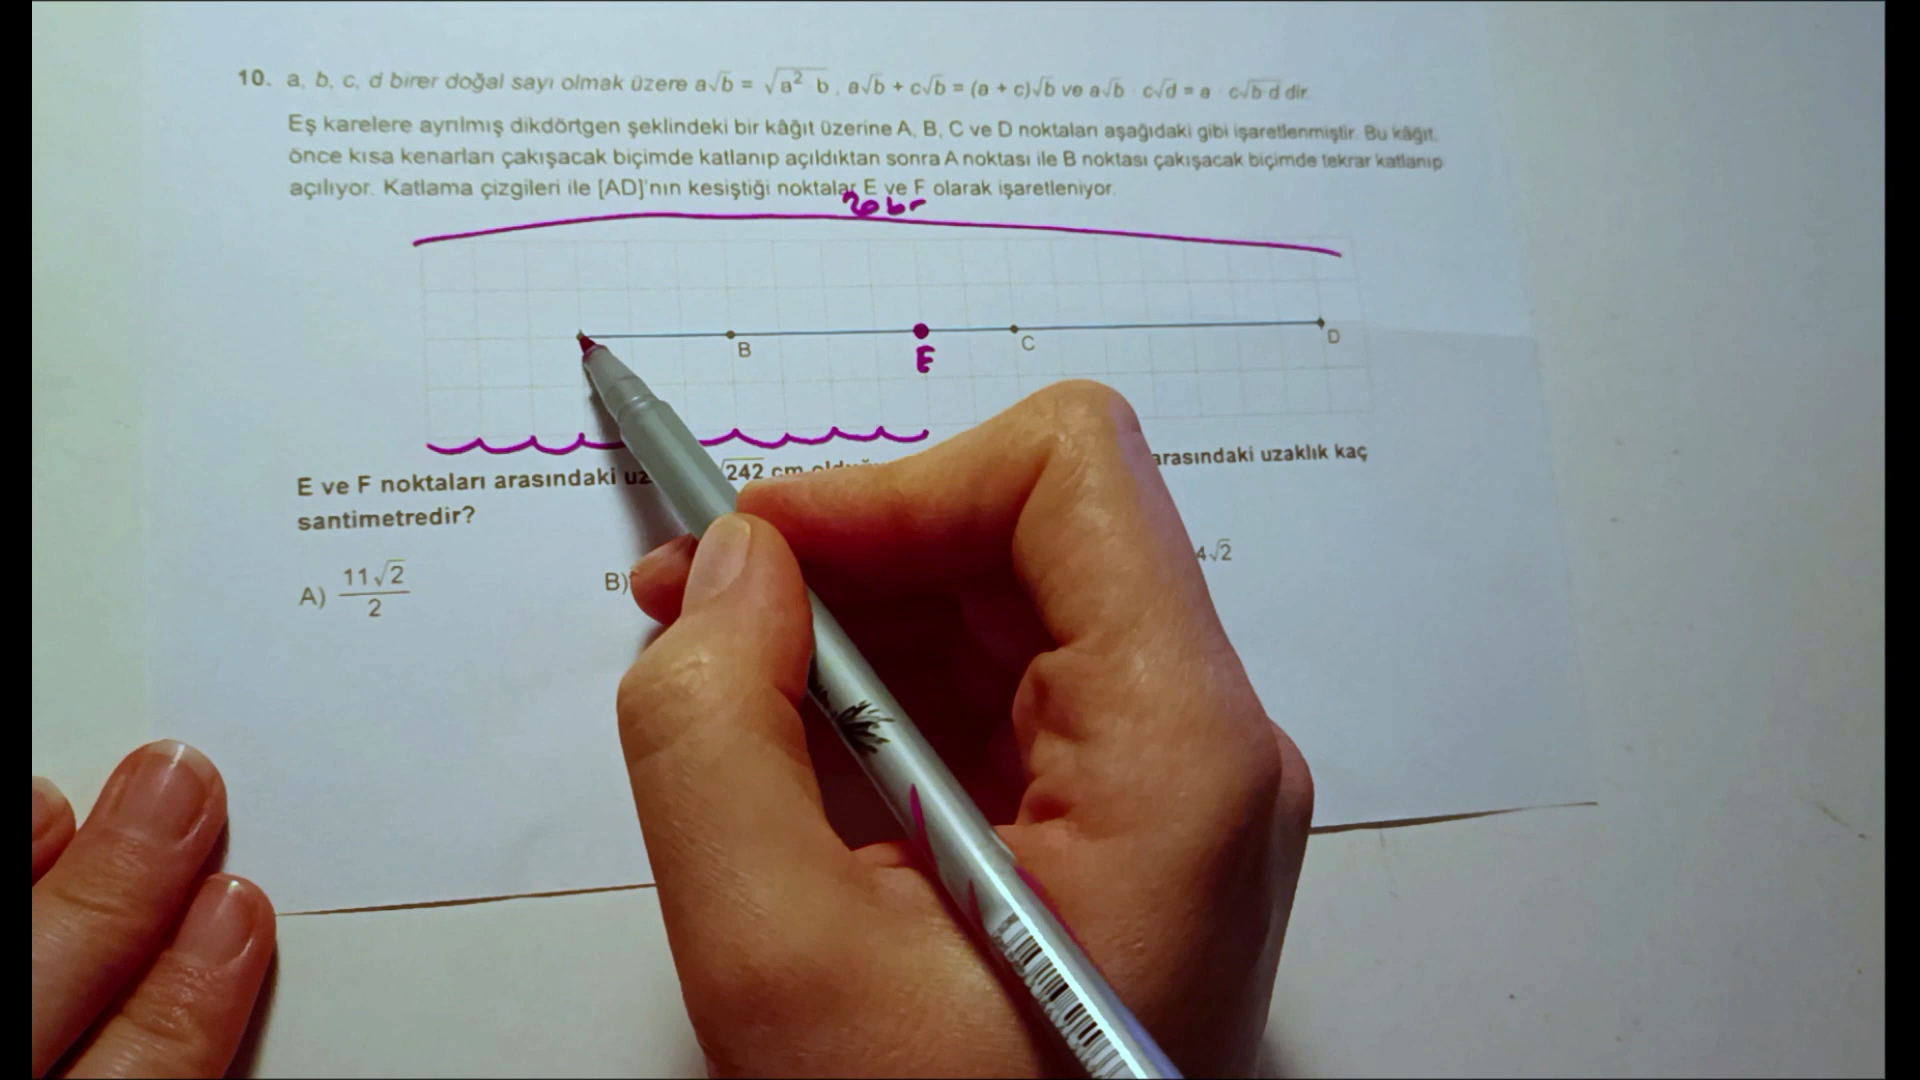 10. a, b, c, d birer doğal sayı olmak üzere a√b = √a² b , a√b + c√b = (a + c)√b ve a√b c√d = a c√b d dir
Eş karelere ayrılmış dikdörtgen şeklindeki bir kâğıt üzerine A, B, C ve D noktaları aşağıdaki gibi işaretlenmiştir. Bu kâğıt,
önce kısa kenarları çakışacak biçimde katlanıp açıldıktan sonra A noktası ile B noktası çakışacak biçimde tekrar katlanıp
açılıyor. Katlama çizgileri ile [AD]'nın kesiştiği noktalar E ve F olarak işaretleniyor.
br
B
E
C
D
E ve F noktaları arasındaki √242 cm arasındaki uzaklık kaç
santimetredir?
A) 11√2/2
B)
4√2